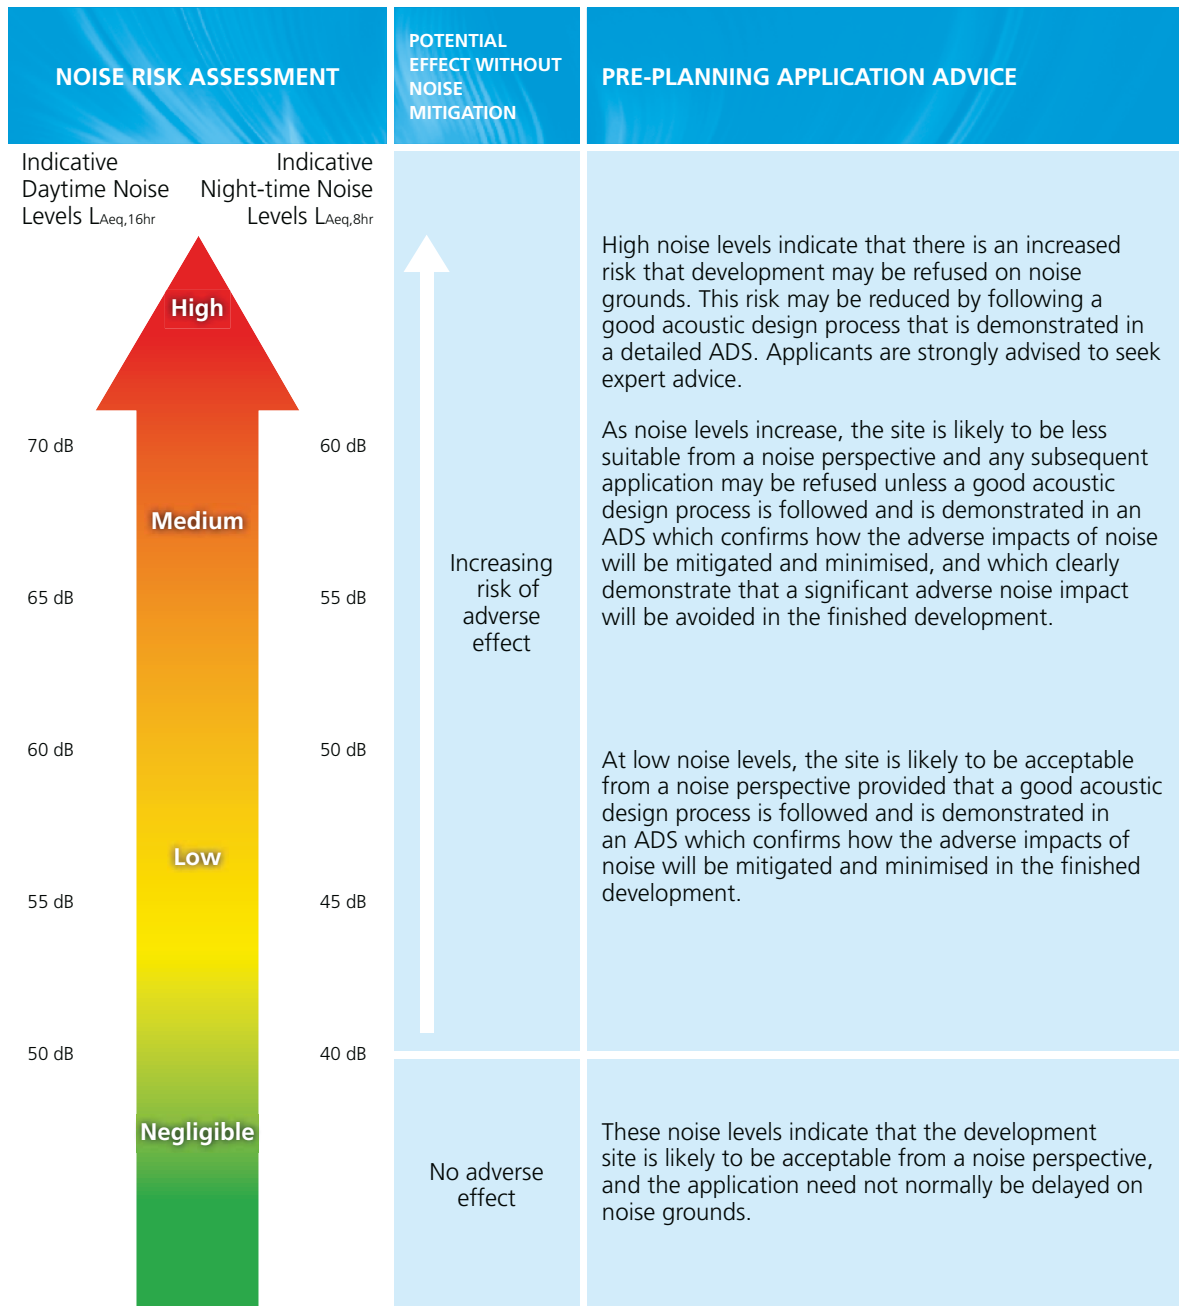 NOISE RISK ASSESSMENT
POTENTIAL
EFFECT WITHOUT
NOISE
MITIGATION
PRE-PLANNING APPLICATION ADVICE
Indicative
Daytime Noise
Levels LAeq,16hr
Indicative
Night-time Noise
Levels LAeq,8hr
High
70 dB
60 dB
Medium
65 dB
55 dB
60 dB
50 dB
Low
55 dB
45 dB
50 dB
40 dB
Negligible
Increasing
risk of
adverse
effect
No adverse
effect
High noise levels indicate that there is an increased
risk that development may be refused on noise
grounds. This risk may be reduced by following a
good acoustic design process that is demonstrated in
a detailed ADS. Applicants are strongly advised to seek
expert advice.
As noise levels increase, the site is likely to be less
suitable from a noise perspective and any subsequent
application may be refused unless a good acoustic
design process is followed and is demonstrated in an
ADS which confirms how the adverse impacts of noise
will be mitigated and minimised, and which clearly
demonstrate that a significant adverse noise impact
will be avoided in the finished development.
At low noise levels, the site is likely to be acceptable
from a noise perspective provided that a good acoustic
design process is followed and is demonstrated in
an ADS which confirms how the adverse impacts of
noise will be mitigated and minimised in the finished
development.
These noise levels indicate that the development
site is likely to be acceptable from a noise perspective,
and the application need not normally be delayed on
noise grounds.